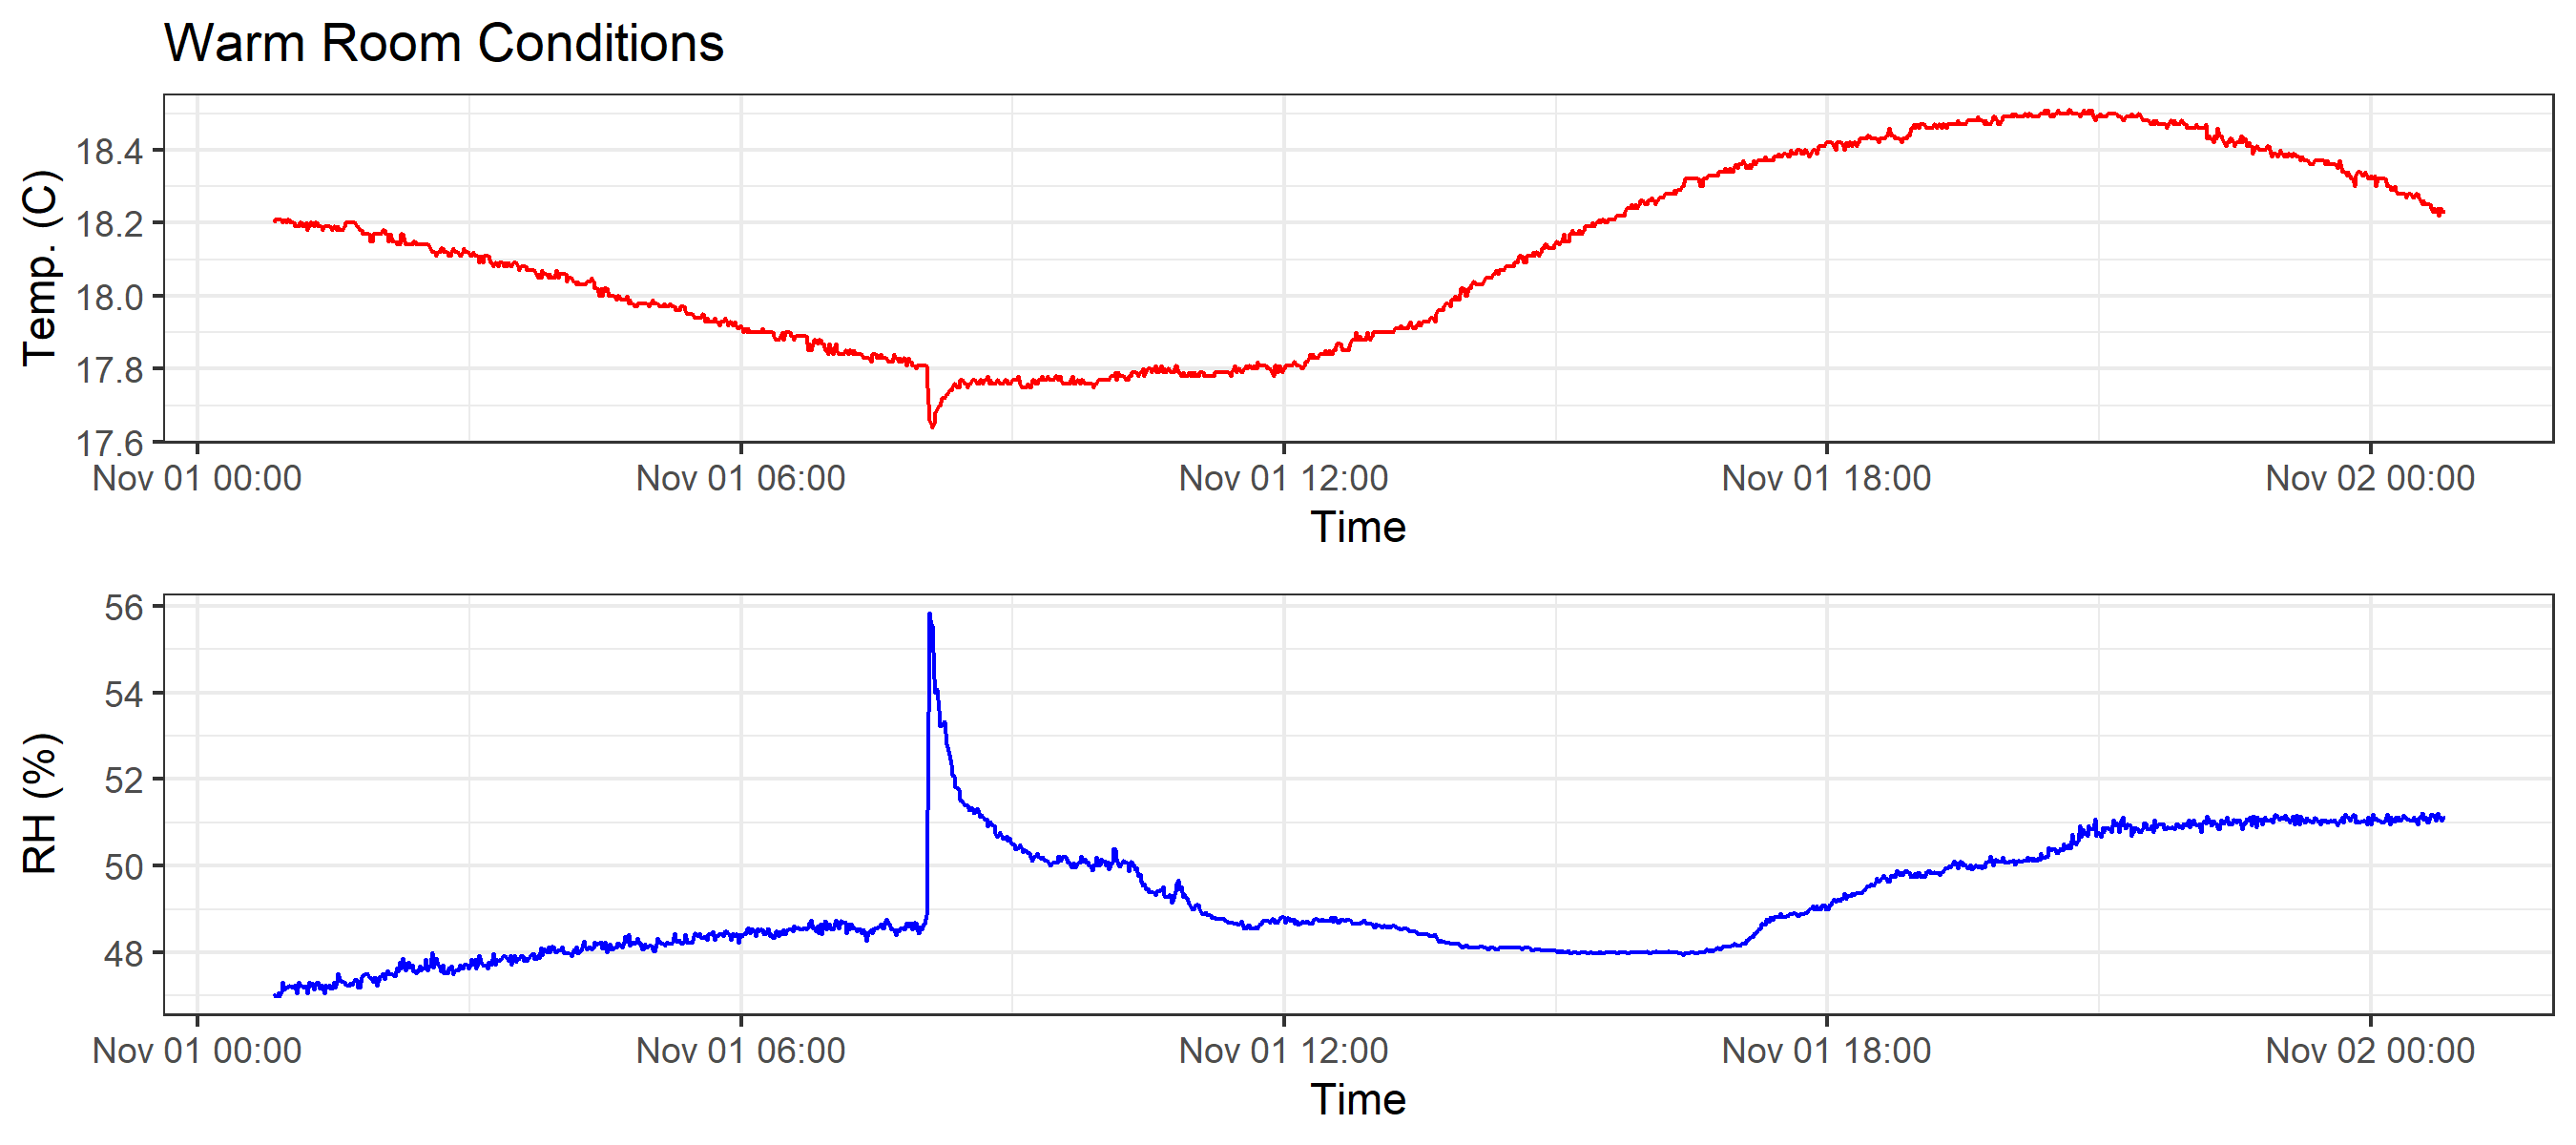 Warm Room Conditions
Temp. (C)
18.4
18.2
18.0
17.8
17.6
Nov 01 00:00 Nov 01 06:00 Nov 01 12:00 Nov 01 18:00 Nov 02 00:00
Time
RH (%)
56
54
52
50
48
Nov 01 00:00 Nov 01 06:00 Nov 01 12:00 Nov 01 18:00 Nov 02 00:00
Time